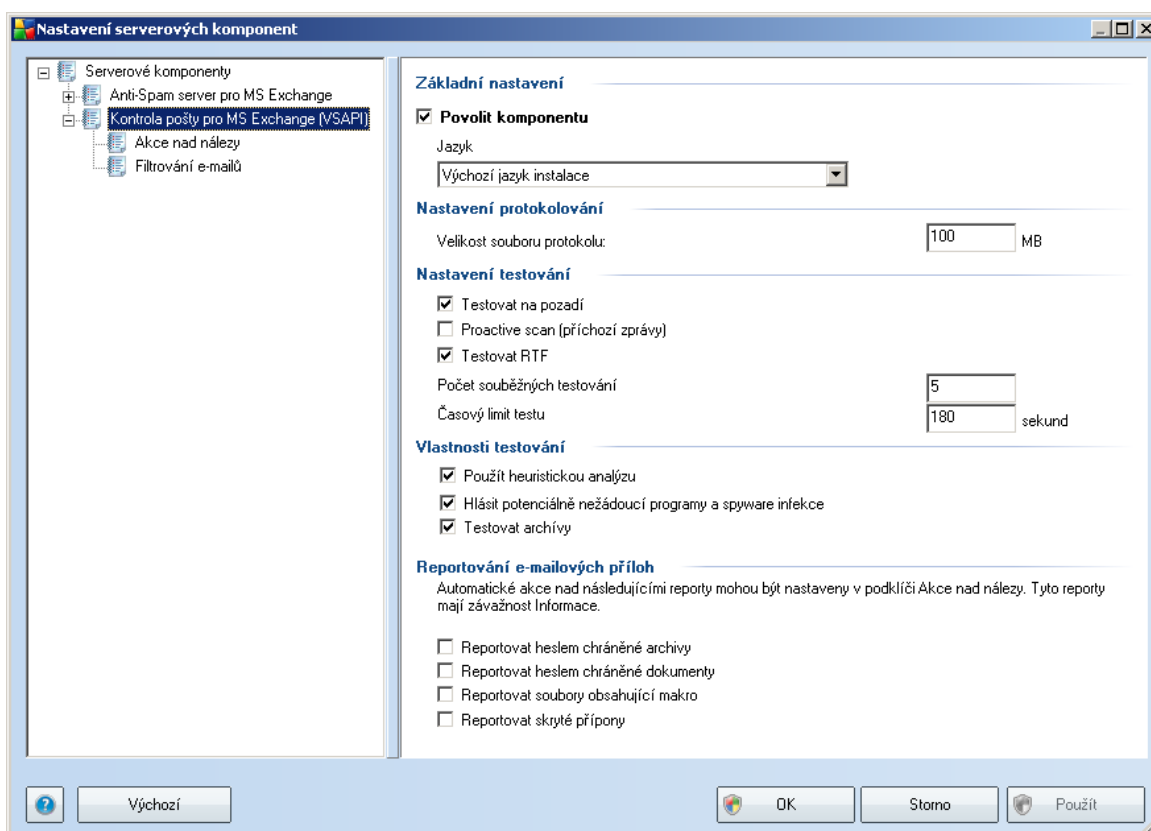 Nastavení serverových komponent
Serverové komponenty
Anti-Spam server pro MS Exchange
Kontrola pošty pro MS Exchange (VSAPI)
Akce nad nálezy
Filtrování e-mailů
Základní nastavení
Povolit komponentu
Jazyk
Výchozí jazyk instalace
Nastavení protokolování
Velikost souboru protokolu: 100 MB
Nastavení testování
Testovat na pozadí
Proactive scan (příchozí zprávy)
Testovat RTF
Počet souběžných testování 5
Časový limit testu 180 sekund
Vlastnosti testování
Použít heuristickou analýzu
Hlásit potenciálně nežádoucí programy a spyware infekce
Testovat archívy
Reportování e-mailových příloh
Automatické akce nad následujícími reporty mohou být nastaveny v podklíči Akce nad nálezy. Tyto reporty
mají závažnost Informace.
Reportovat heslem chráněné archivy
Reportovat heslem chráněné dokumenty
Reportovat soubory obsahující makro
Reportovat skryté přípony
? Výchozí OK Storno Použít